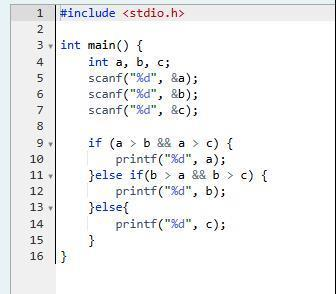 1 #include <stdio.h>
2
3 int main() {
4     int a, b, c;
5     scanf("%d", &a);
6     scanf("%d", &b);
7     scanf("%d", &c);
8
9     if (a > b && a > c) {
10         printf("%d", a);
11     }else if(b > a && b > c) {
12         printf("%d", b);
13     }else{
14         printf("%d", c);
15     }
16 }